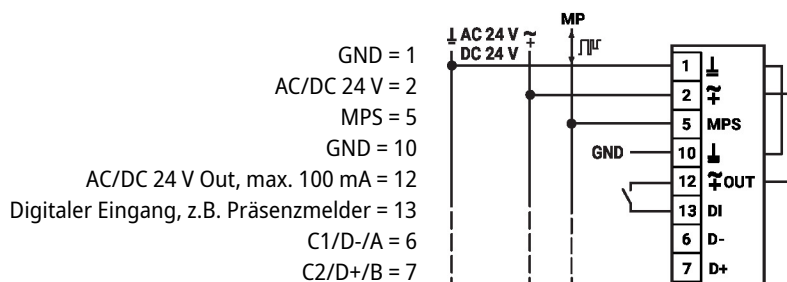 GND = 1
AC/DC 24 V = 2
MPS = 5
GND = 10
AC/DC 24 V Out, max. 100 mA = 12
Digitaler Eingang, z.B. Präsenzmelder = 13
C1/D-/A = 6
C2/D+/B = 7
MP
AC 24 V
DC 24 V
1
2
5 MPS
GND 10
12 OUT
13 DI
6 D-
7 D+